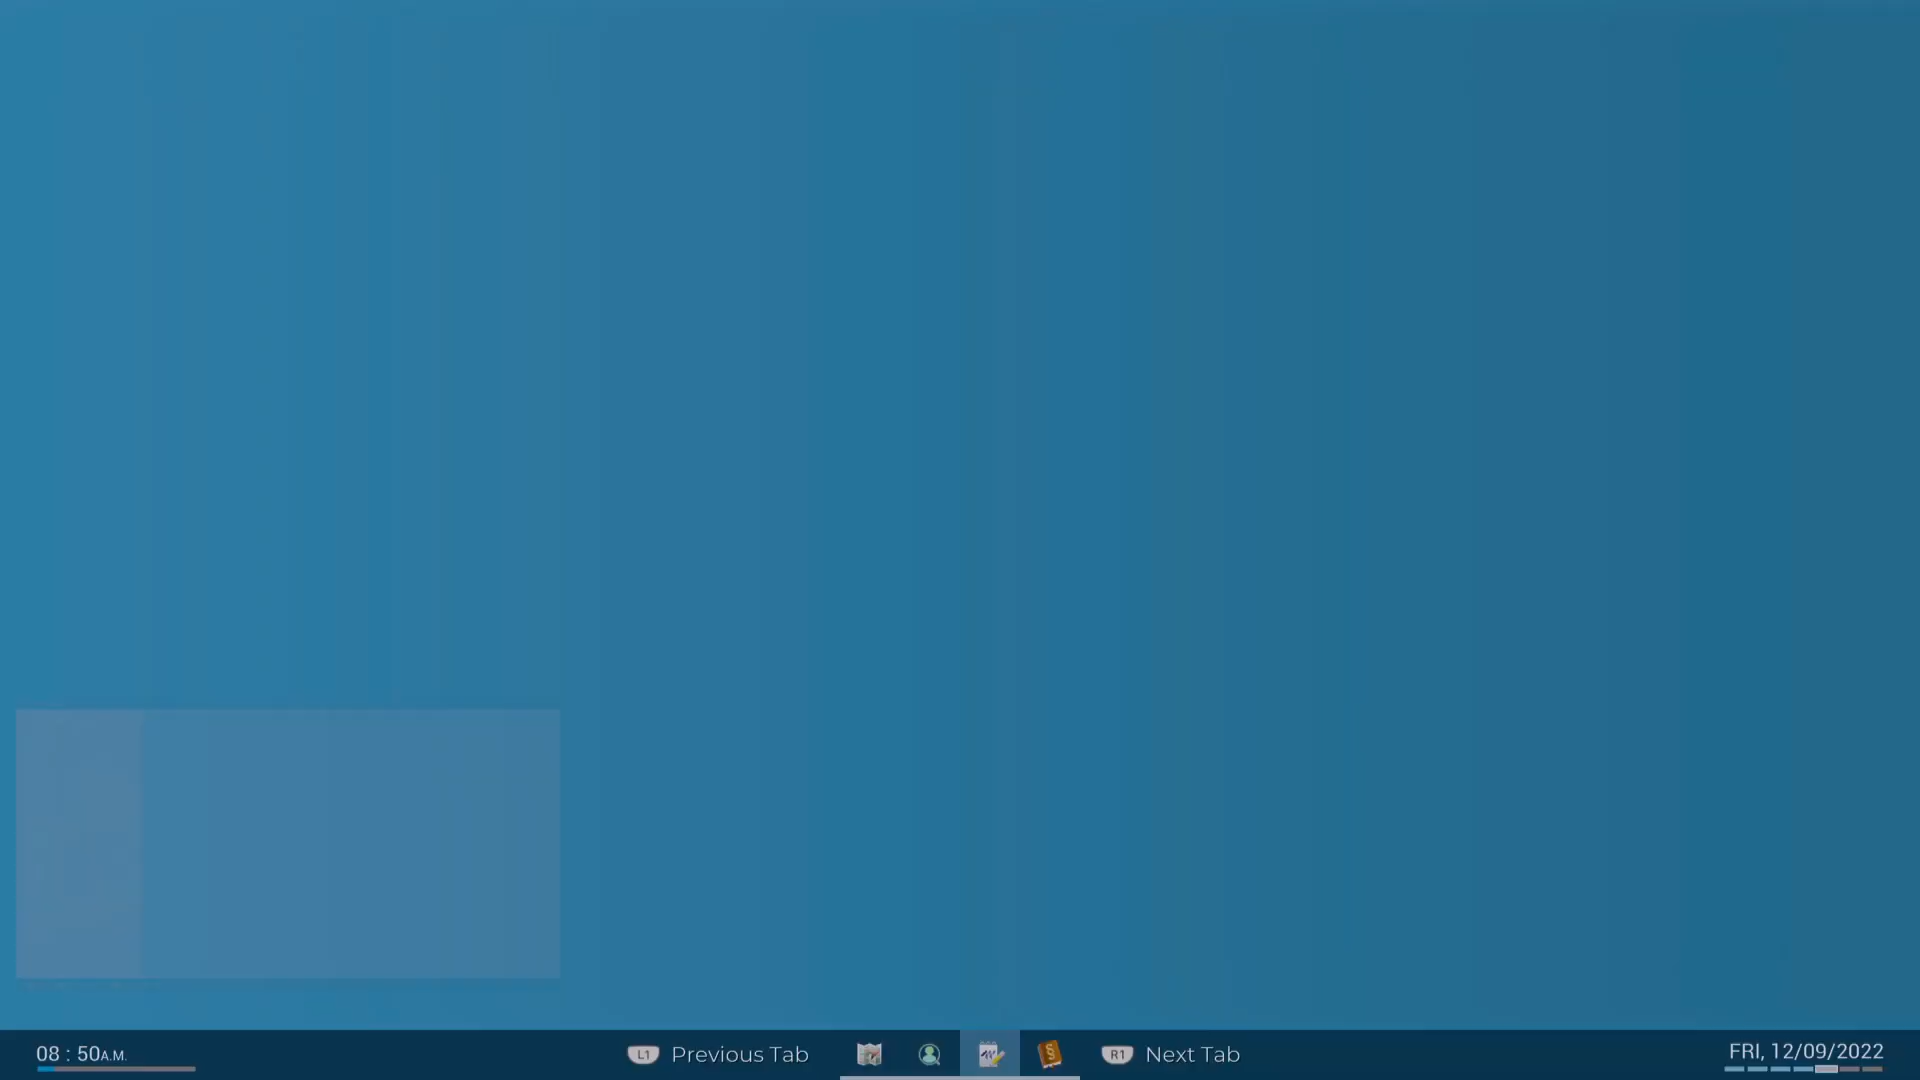 08 : 50A.M.
L1 Previous Tab
R1 Next Tab
FRI, 12/09/2022